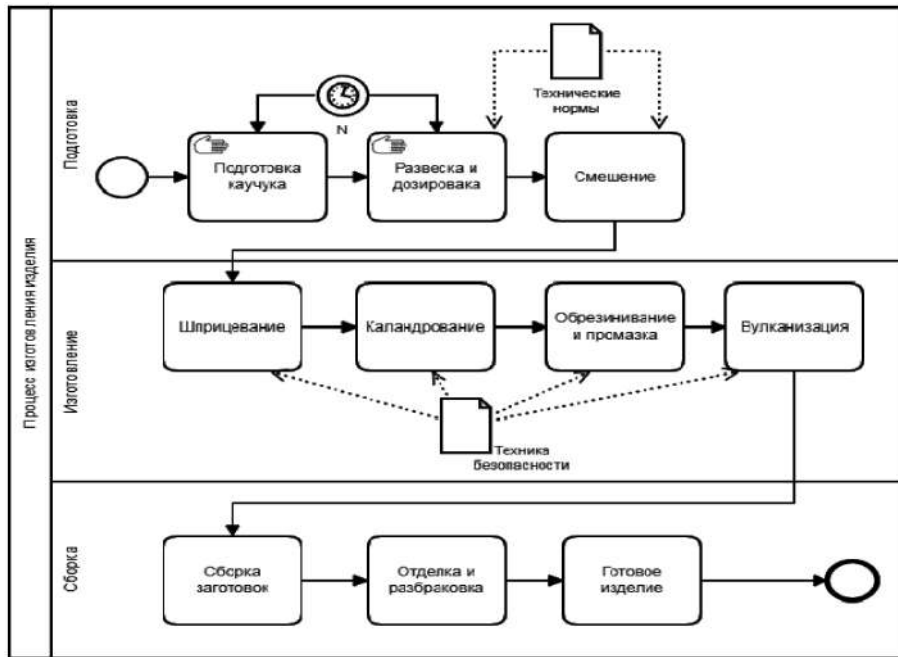 Процесс изготовления изделия
Подготовка
Технические
нормы
N
Подготовка
каучука
Развеска и
дозировака
Смешение
Изготовление
Шприцевание
Каландрование
Обрезинивание
и промазка
Вулканизация
Техника
безопасности
Сборка
Сборка
заготовок
Отделка и
разбраковка
Готовое
изделие